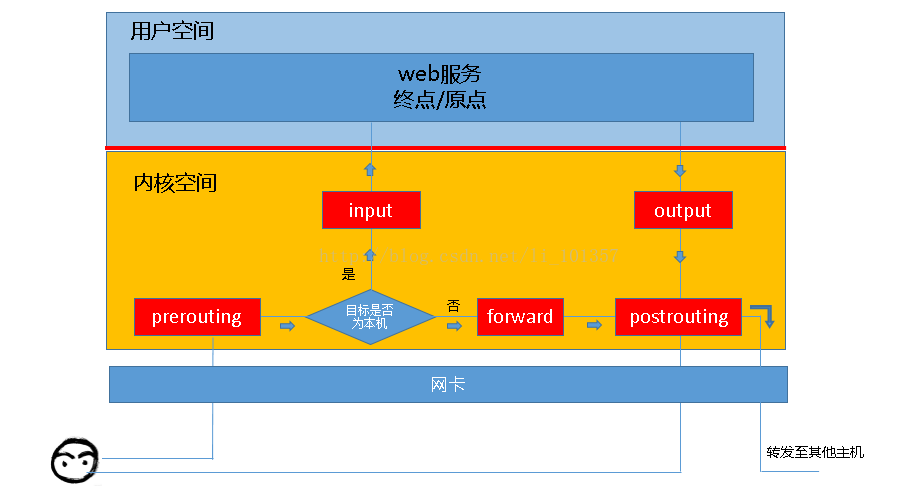 用户空间
web服务
终点/原点
内核空间
input
output
是
prerouting
目标是否
为本机
否
forward
postrouting
网卡
转发至其他主机